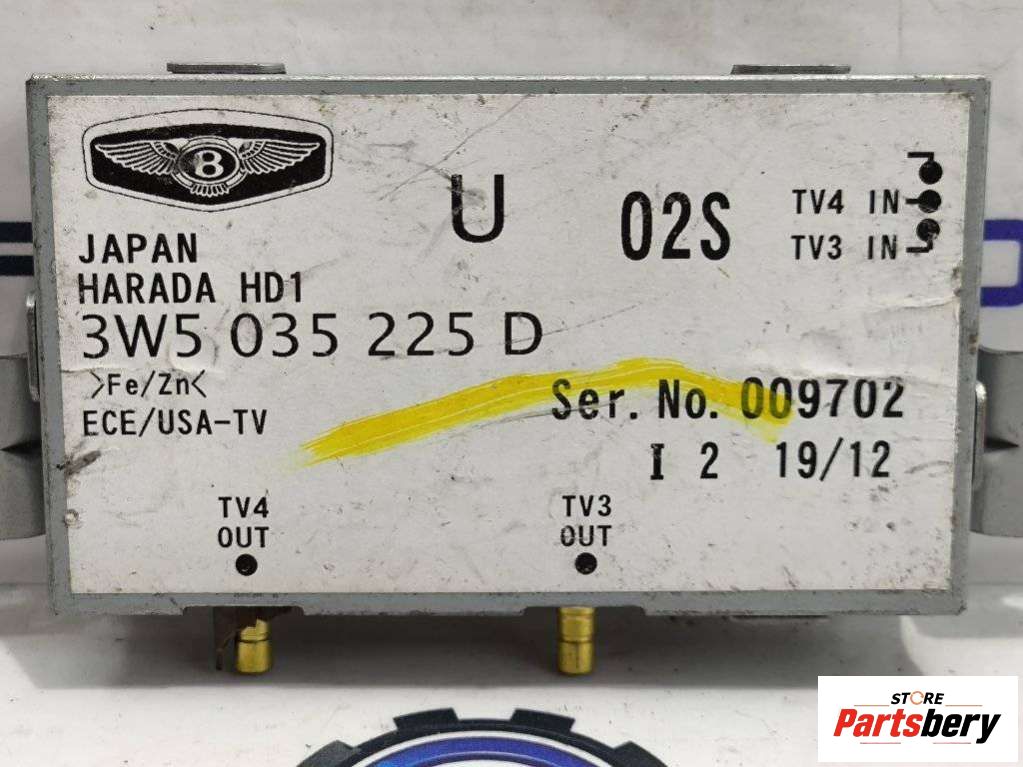 B
U
02S
TV4 IN
TV3 IN
JAPAN
HARADA HD1
3W5 035 225 D
>Fe/Zn<
ECE/USA-TV
Ser. No. 009702
I 2 19/12
TV4
OUT
TV3
OUT
STORE
Partsbery